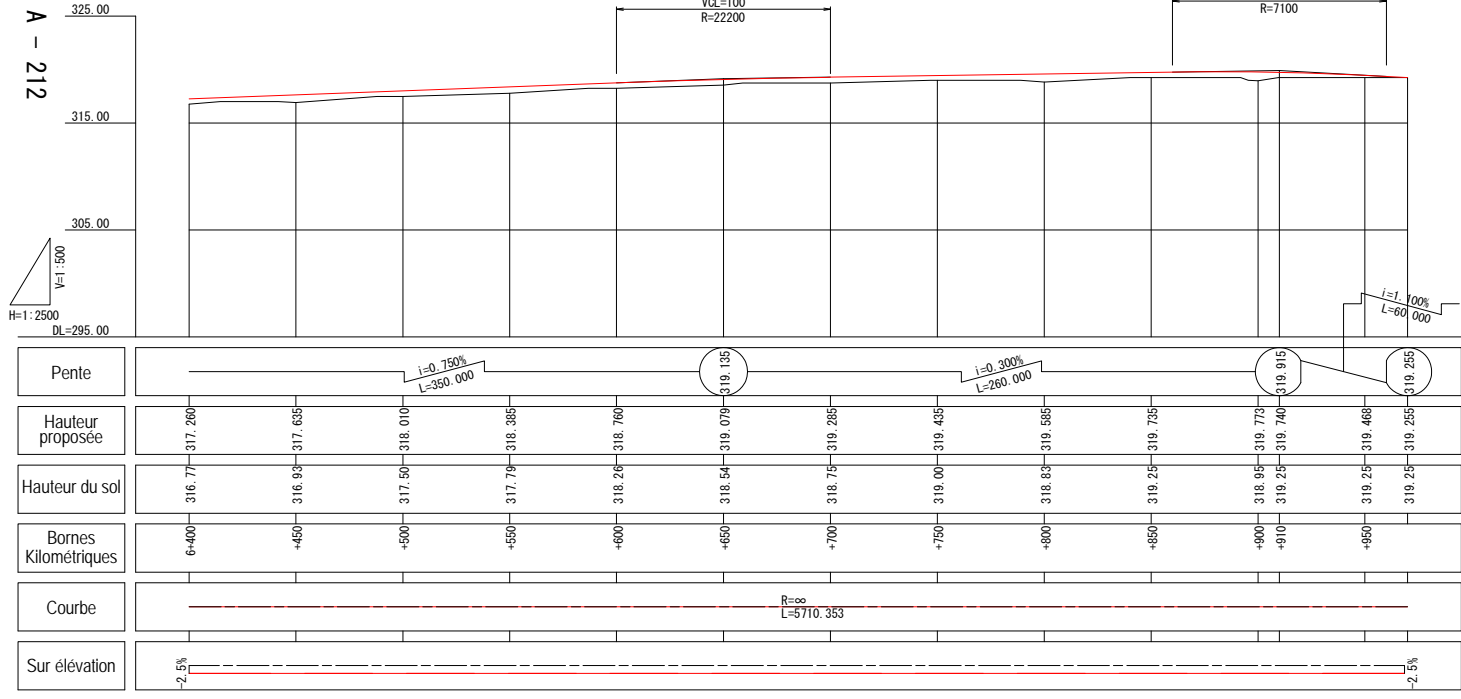 A - 212
325.00
VCL=100
R=22200
R=7100
315.00
305.00
V=1:500
H=1:2500
DL=295.00
i=1.100%
L=60.000
Pente
i=0.750%
L=350.000
319.135
i=0.300%
L=260.000
319.915
319.255
Hauteur
proposée
317.260
317.635
318.010
318.385
318.760
319.079
319.285
319.435
319.585
319.735
319.773
319.740
319.468
319.255
Hauteur du sol
316.77
316.93
317.50
317.79
318.26
318.54
318.75
319.00
318.83
319.25
318.95
319.25
319.25
319.25
Bornes
Kilométriques
6+400
+450
+500
+550
+600
+650
+700
+750
+800
+850
+900
+910
+950
Courbe
R=∞
L=5710.353
Sur élévation
-2.5%
-2.5%